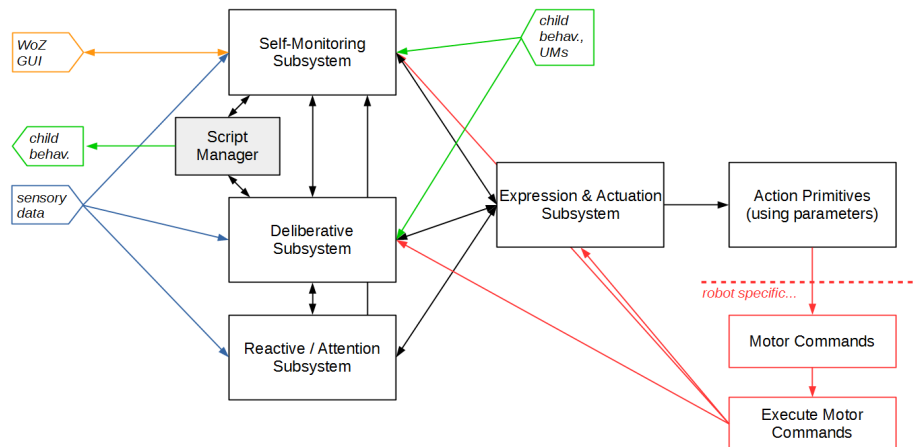 WoZ
GUI
Self-Monitoring
Subsystem
child
behav.,
UMs
Script
Manager
child
behav.
sensory
data
Deliberative
Subsystem
Expression & Actuation
Subsystem
Action Primitives
(using parameters)
robot specific...
Reactive / Attention
Subsystem
Motor Commands
Execute Motor
Commands